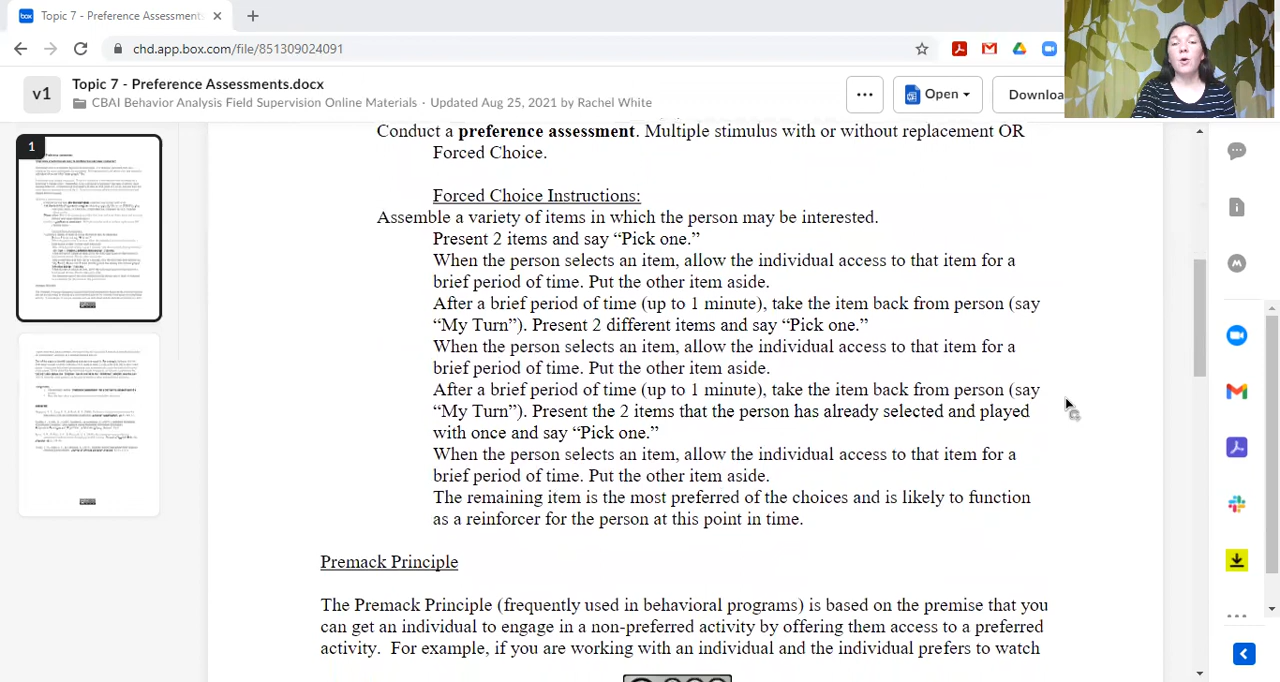 box
Topic 7 - Preference Assessments
chd.app.box.com/file/851309024091
v1
Topic 7 - Preference Assessments.docx
CBAI Behavior Analysis Field Supervision Online Materials · Updated Aug 25, 2021 by Rachel White
Open
Downloa
1
Conduct a preference assessment. Multiple stimulus with or without replacement OR
Forced Choice.
Forced Choice Instructions:
Assemble a variety of items in which the person may be interested.
Present 2 items and say “Pick one.”
When the person selects an item, allow the individual access to that item for a
brief period of time. Put the other item aside.
After a brief period of time (up to 1 minute), take the item back from person (say
“My Turn”). Present 2 different items and say “Pick one.”
When the person selects an item, allow the individual access to that item for a
brief period of time. Put the other item aside.
After a brief period of time (up to 1 minute), take the item back from person (say
“My Turn”). Present the 2 items that the person has already selected and played
with once and say “Pick one.”
When the person selects an item, allow the individual access to that item for a
brief period of time. Put the other item aside.
The remaining item is the most preferred of the choices and is likely to function
as a reinforcer for the person at this point in time.
Premack Principle
The Premack Principle (frequently used in behavioral programs) is based on the premise that you
can get an individual to engage in a non-preferred activity by offering them access to a preferred
activity. For example, if you are working with an individual and the individual prefers to watch